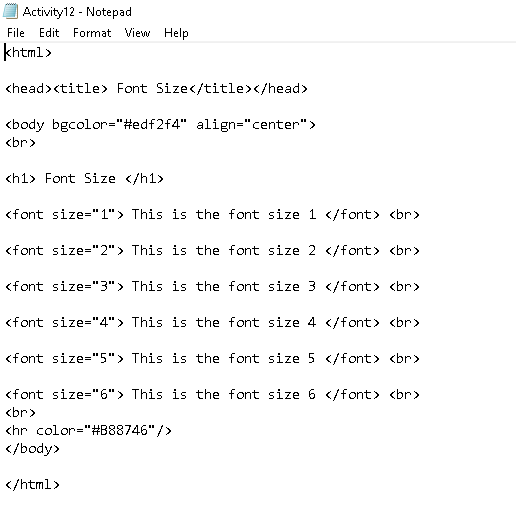 Activity12 - Notepad
File Edit Format View Help
<html>
<head><title> Font Size</title></head>
<body bgcolor="#edf2f4" align="center">
<br>
<h1> Font Size </h1>
<font size="1"> This is the font size 1 </font> <br>
<font size="2"> This is the font size 2 </font> <br>
<font size="3"> This is the font size 3 </font> <br>
<font size="4"> This is the font size 4 </font> <br>
<font size="5"> This is the font size 5 </font> <br>
<font size="6"> This is the font size 6 </font> <br>
<br>
<hr color="#B88746"/>
</body>
</html>